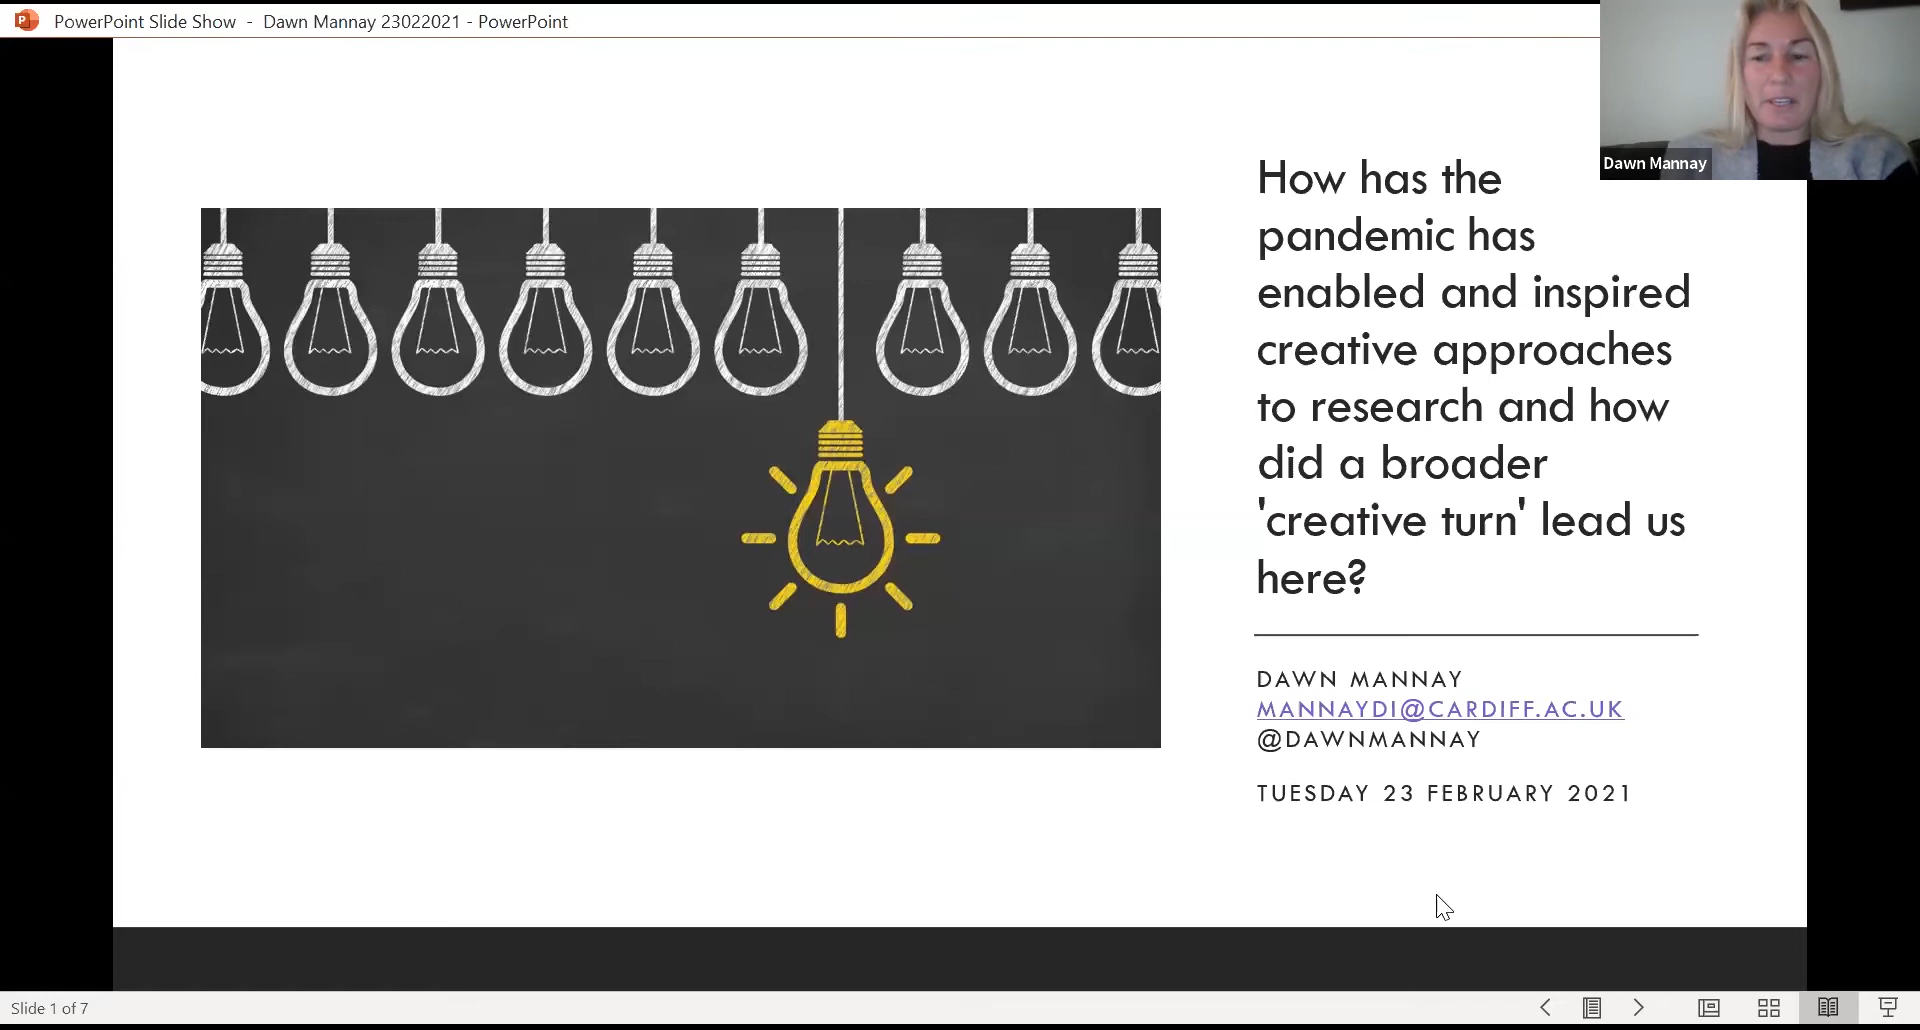 PowerPoint Slide Show - Dawn Mannay 23022021 - PowerPoint
Dawn Mannay
How has the
pandemic has
enabled and inspired
creative approaches
to research and how
did a broader
'creative turn' lead us
here?
DAWN MANNAY
MANNAYDI@CARDIFF.AC.UK
@DAWNMANNAY
TUESDAY 23 FEBRUARY 2021
Slide 1 of 7